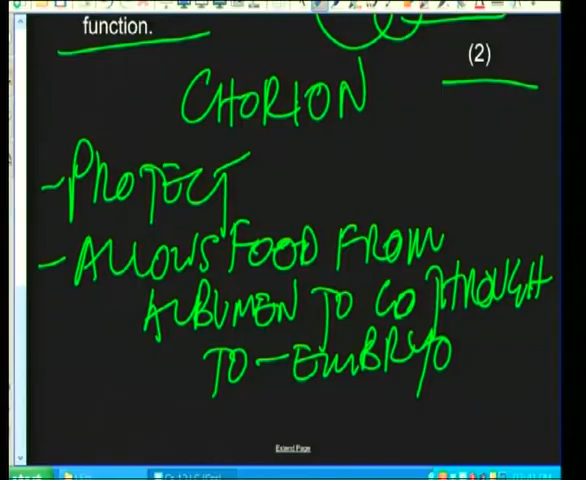 function.
(2)
CHORION
- PROTECT
- ALLOWS FOOD FROM
ALBUMEN TO GO THROUGH
TO - EMBRYO
Extend Page